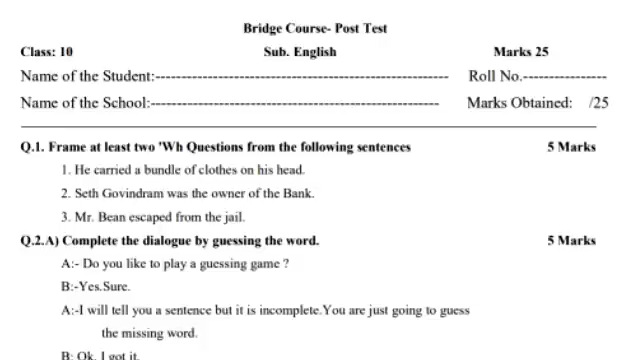 Bridge Course- Post Test
Class: 10 Sub. English Marks 25
Name of the Student:-------------------------------------------------------- Roll No.----------------
Name of the School:------------------------------------------------------- Marks Obtained: /25
Q.1. Frame at least two 'Wh Questions from the following sentences 5 Marks
1. He carried a bundle of clothes on his head.
2. Seth Govindram was the owner of the Bank.
3. Mr. Bean escaped from the jail.
Q.2.A) Complete the dialogue by guessing the word. 5 Marks
A:- Do you like to play a guessing game ?
B:-Yes.Sure.
A:-I will tell you a sentence but it is incomplete.You are just going to guess
the missing word.
B: Ok. I got it.